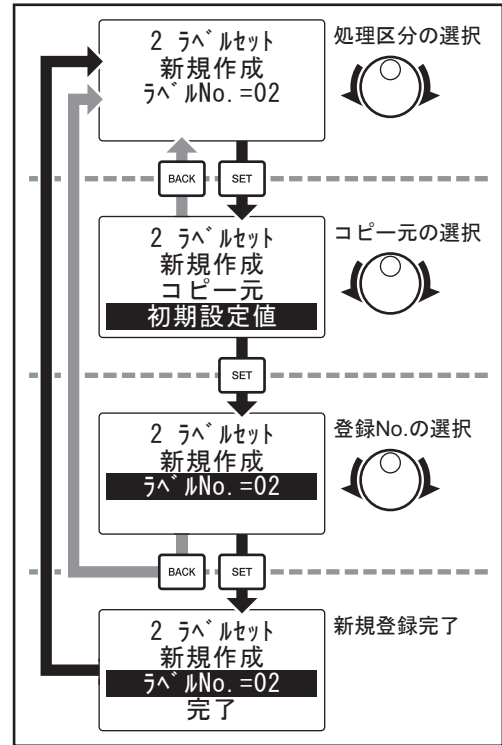 2 ﾗﾍﾞﾙｾｯﾄ
新規作成
ﾗﾍﾞﾙNo.=02
処理区分の選択
BACK
SET
2 ﾗﾍﾞﾙｾｯﾄ
新規作成
コピー元
初期設定値
コピー元の選択
SET
2 ﾗﾍﾞﾙｾｯﾄ
新規作成
ﾗﾍﾞﾙNo.=02
登録No.の選択
BACK
SET
2 ﾗﾍﾞﾙｾｯﾄ
新規作成
ﾗﾍﾞﾙNo.=02
完了
新規登録完了